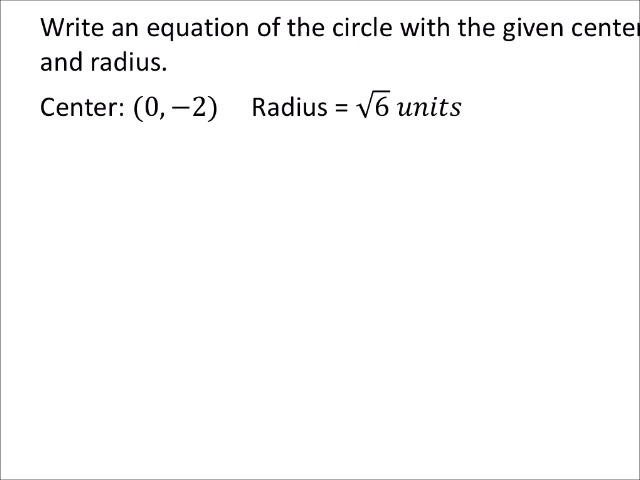 Write an equation of the circle with the given center
and radius.
Center: (0, −2) Radius = √6 units